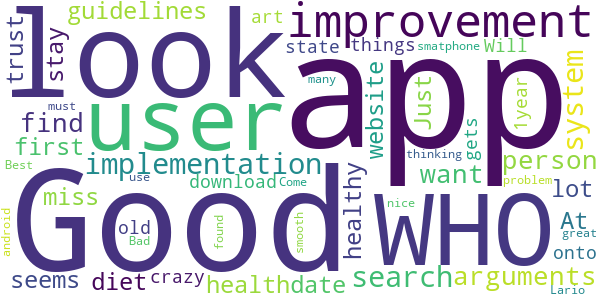 look
guidelines
art
improvement
trust
stay
state
things
smatphone
Will
many
app
user
website
Just
1year
system
must
find
first
implementation
gets
thinking
person
Best
use
download
Come
want
problem
miss
healthy
Good
WHO
lot
At
old
Bad
found
smooth
nice
great
onto
android
seems
diet
crazy
health
date
search
arguments
Lario